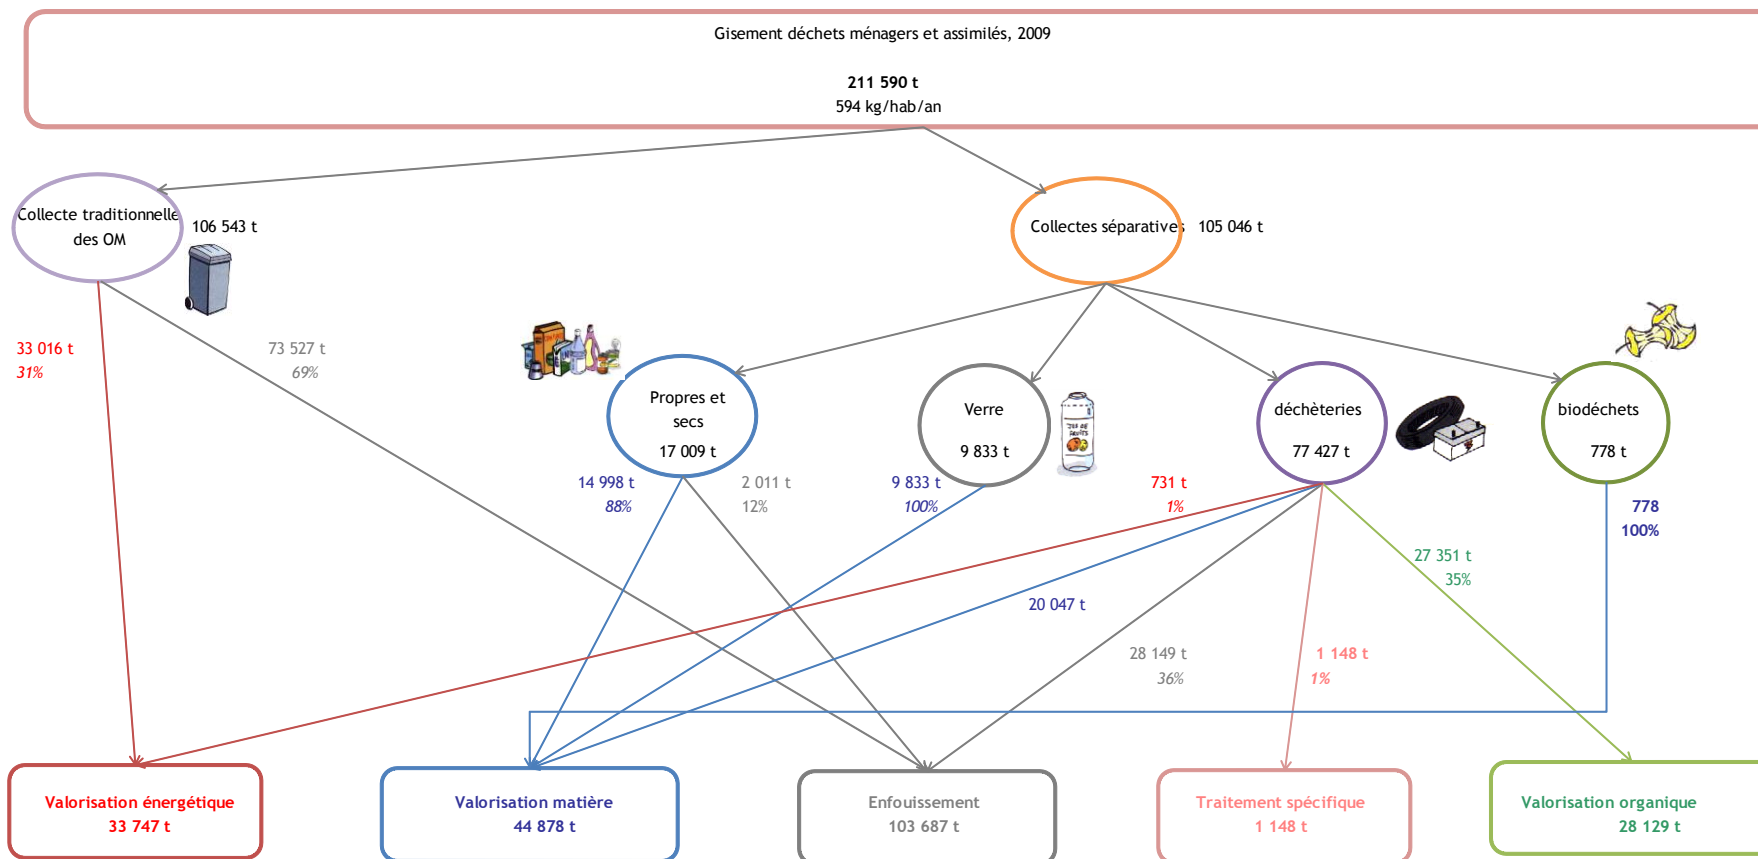 Gisement déchets ménagers et assimilés, 2009
211 590 t
594 kg/hab/an
Collecte traditionnelle
des OM
106 543 t
Collectes séparatives
105 046 t
33 016 t
31%
73 527 t
69%
Propres et
secs
17 009 t
Verre
9 833 t
JUS DE
FRUITS
déchèteries
77 427 t
biodéchets
778 t
14 998 t
88%
2 011 t
12%
9 833 t
100%
731 t
1%
778
100%
27 351 t
35%
20 047 t
28 149 t
36%
1 148 t
1%
Valorisation énergétique
33 747 t
Valorisation matière
44 878 t
Enfouissement
103 687 t
Traitement spécifique
1 148 t
Valorisation organique
28 129 t